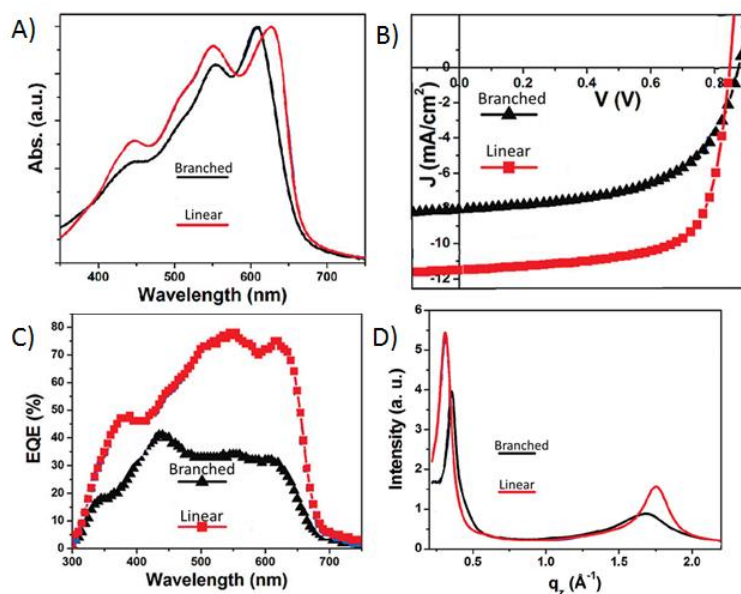 A)
Abs. (a.u.)
Branched
Linear
400 500 600 700
Wavelength (nm)
B)
0.0 0.2 0.4 0.6 0.8
V (V)
J (mA/cm²)
0
-2
-4
-6
-8
-10
-12
Branched
Linear
C)
EQE (%)
80
70
60
50
40
30
20
10
0
Branched
Linear
300 400 500 600 700
Wavelength (nm)
D)
Intensity (a. u.)
6
5
4
3
2
1
0
Branched
Linear
0.5 1.0 1.5 2.0
q_z (Å⁻¹)